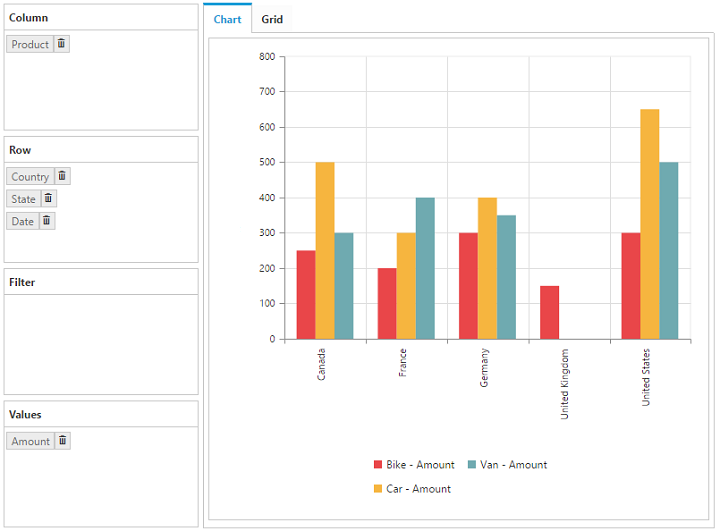 Column
Product
Row
Country
State
Date
Filter
Values
Amount
Chart Grid
800
700
600
500
400
300
200
100
0
Canada
France
Germany
United Kingdom
United States
Bike - Amount Van - Amount
Car - Amount